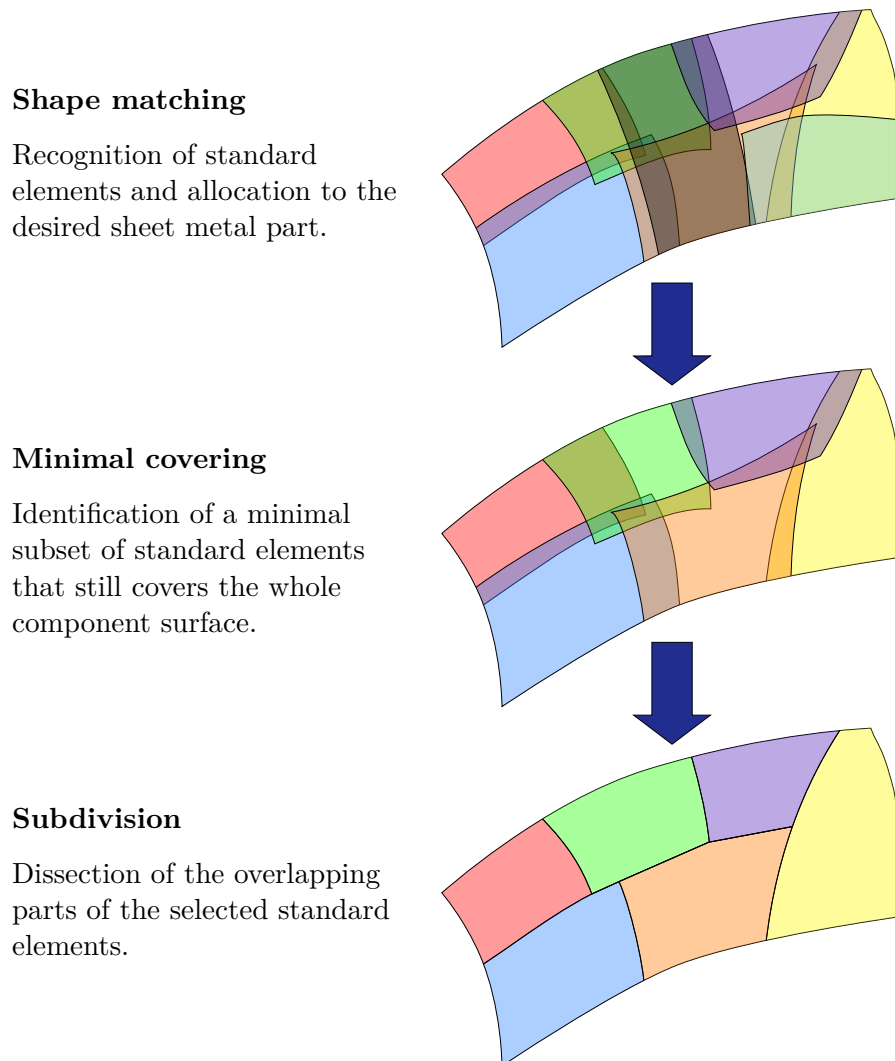 Shape matching
Recognition of standard
elements and allocation to the
desired sheet metal part.
Minimal covering
Identification of a minimal
subset of standard elements
that still covers the whole
component surface.
Subdivision
Dissection of the overlapping
parts of the selected standard
elements.